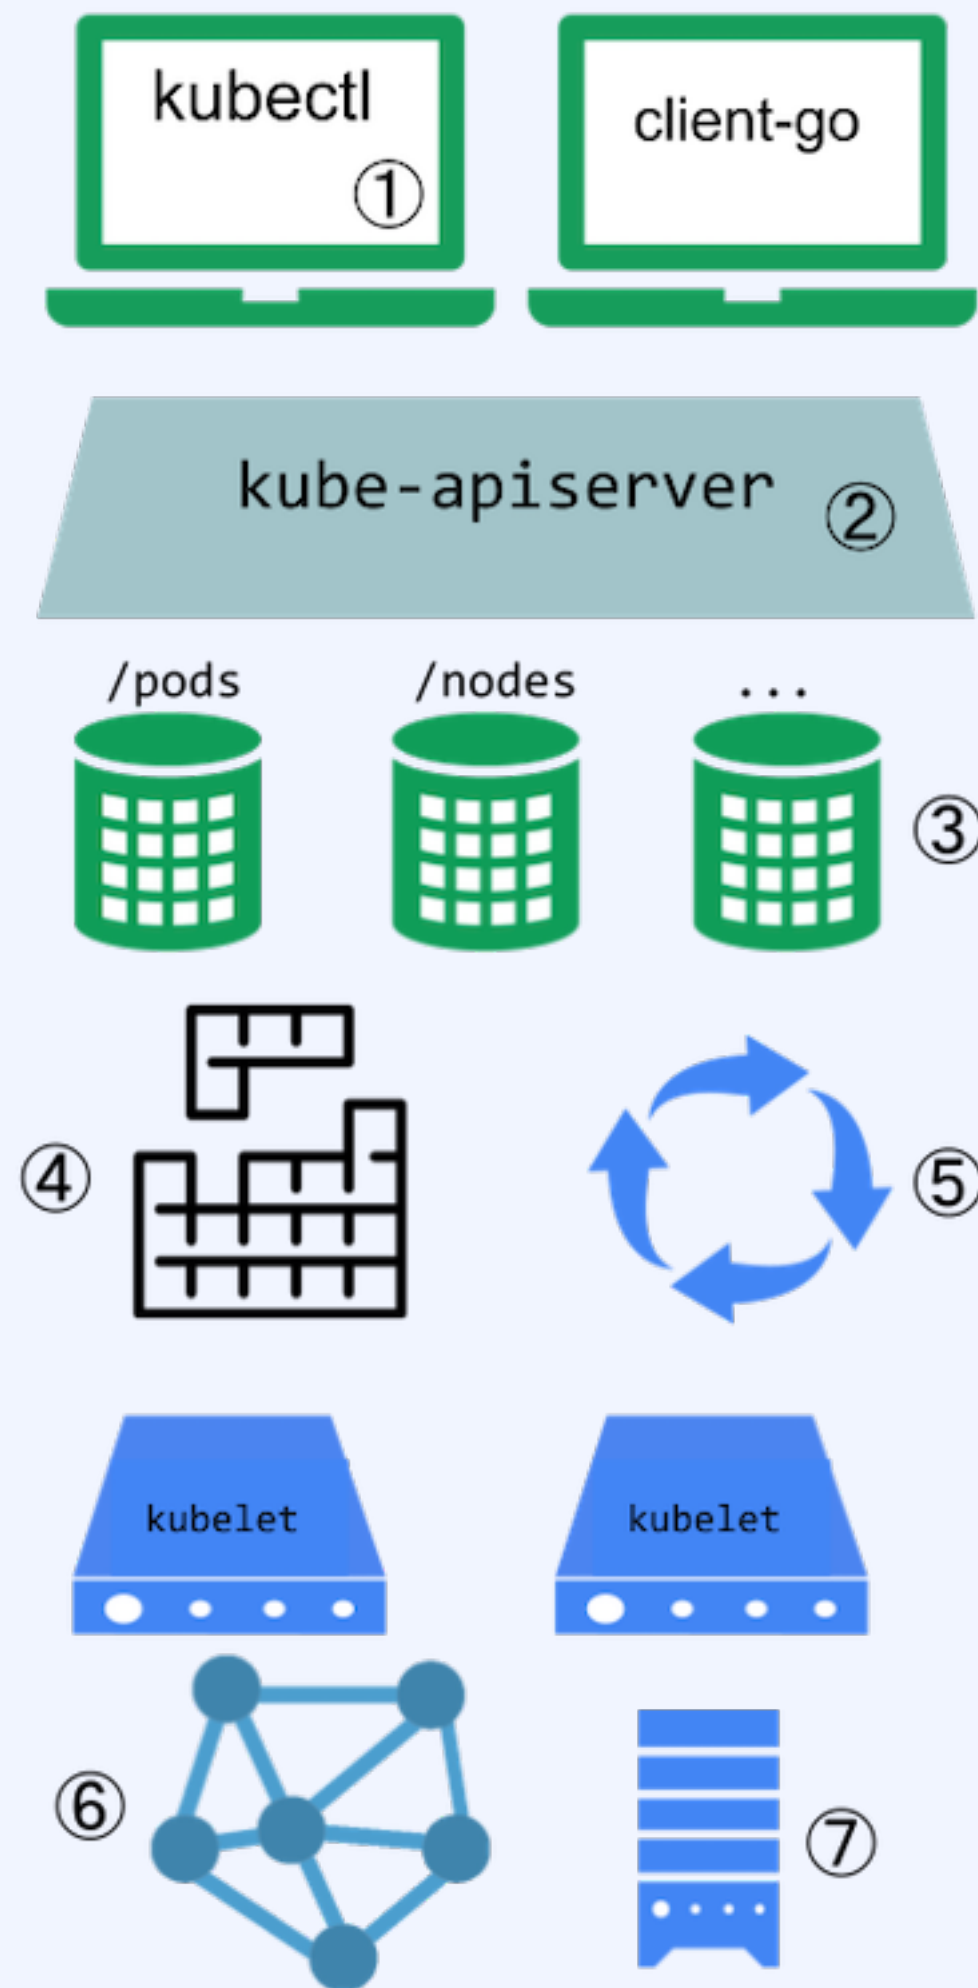 kubectl
①
client-go
kube-apiserver
②
/pods
/nodes
...
③
④
⑤
kubelet
kubelet
⑥
⑦